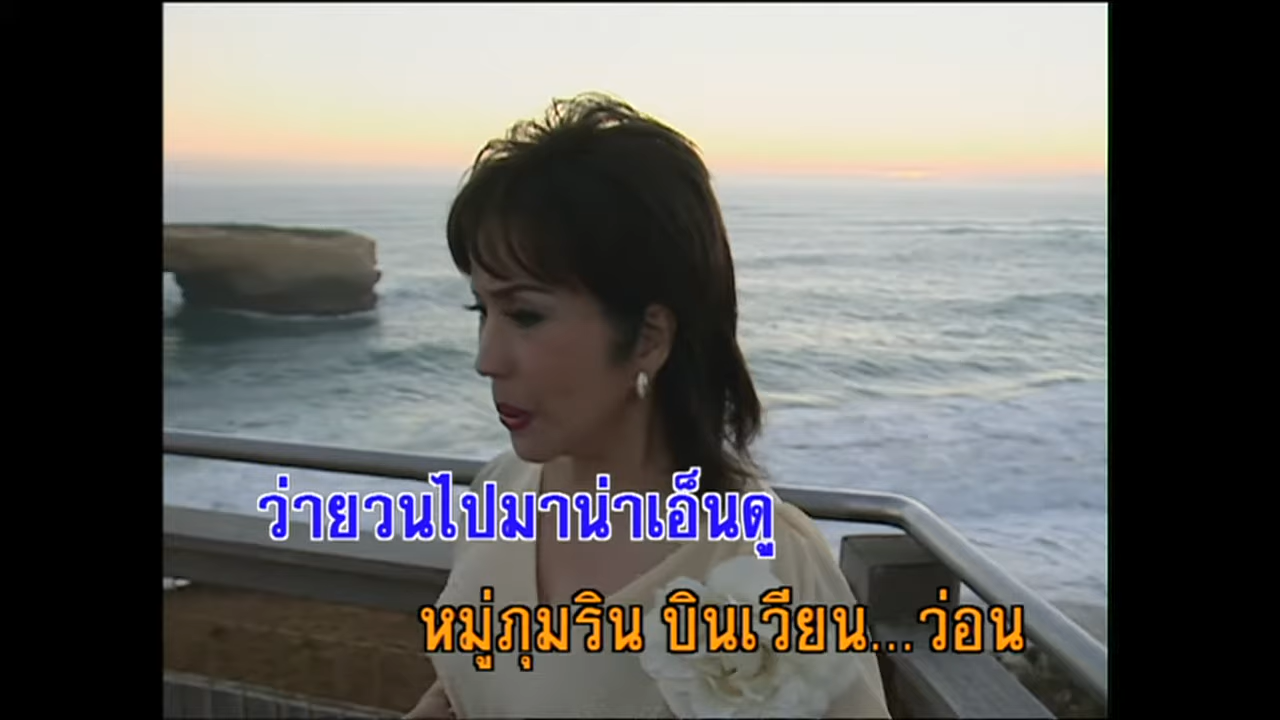 ว่ายวนไปมาน่าเอ็นดู
หมู่ภุมริน บินเวียน...ว่อน